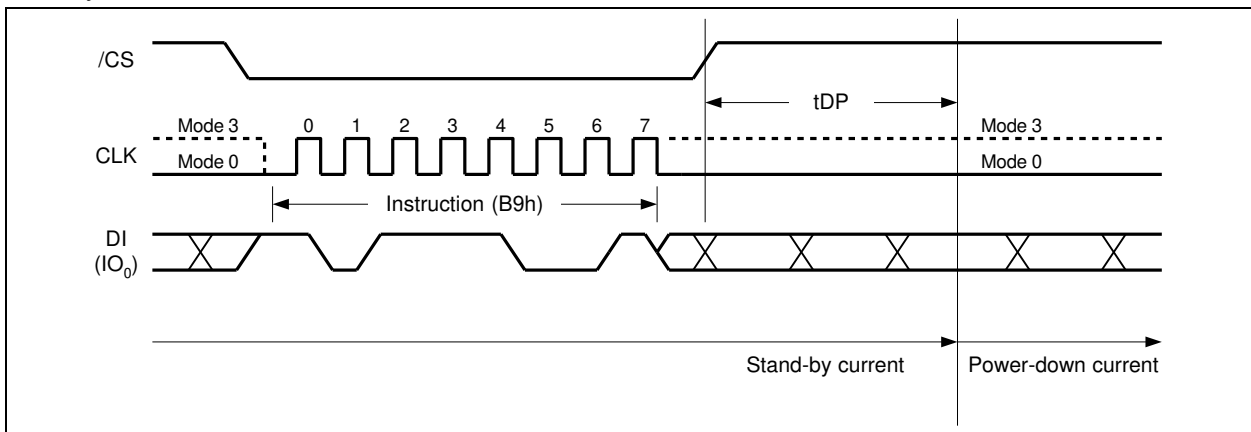 /CS
tDP
Mode 3 0 1 2 3 4 5 6 7 Mode 3
CLK
Mode 0 Mode 0
Instruction (B9h)
DI
(IO0)
Stand-by current Power-down current